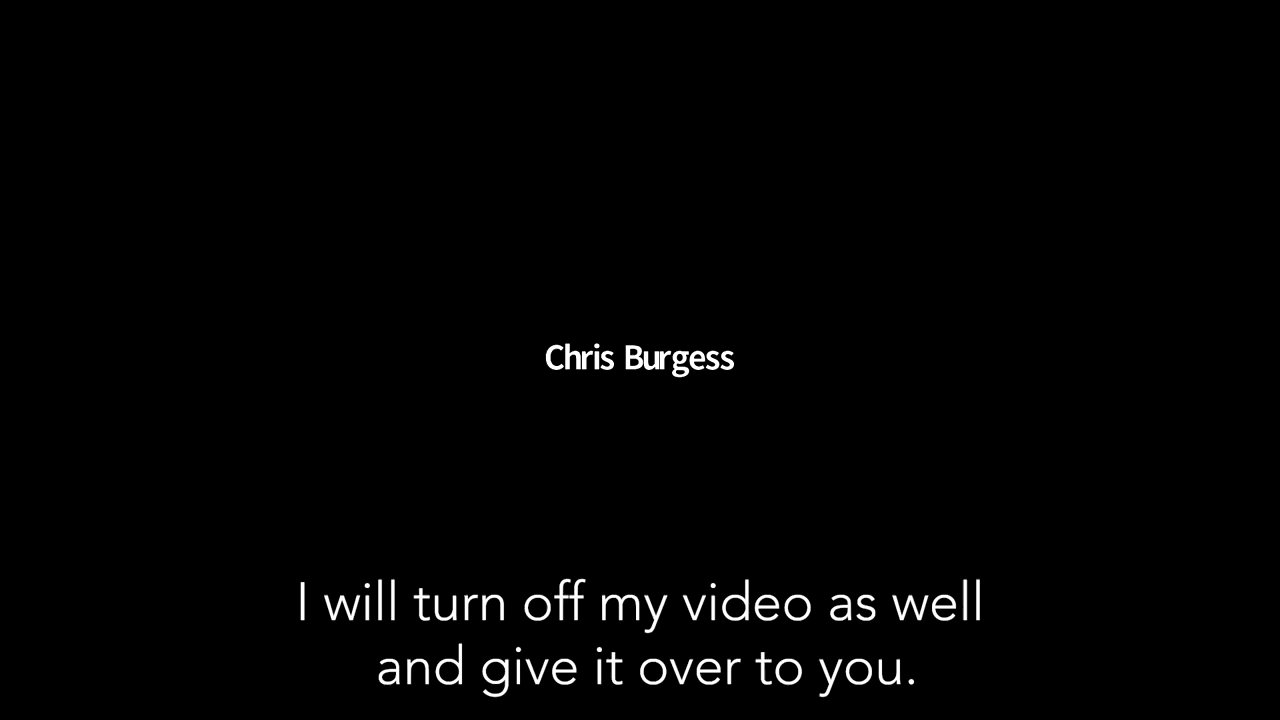 Chris Burgess
I will turn off my video as well
and give it over to you.